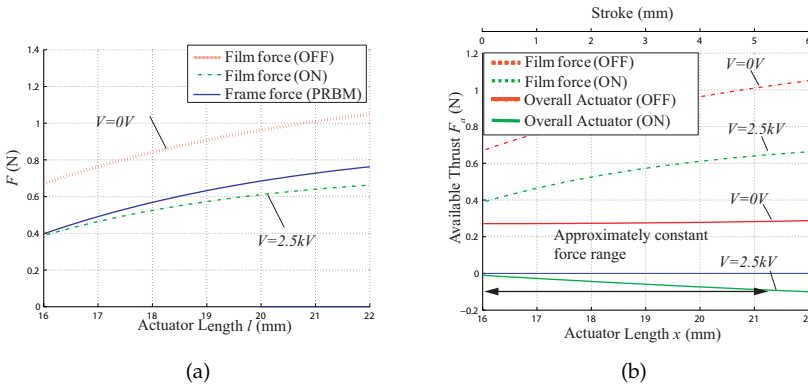 1.4
1.2
1
0.8
0.6
0.4
0.2
0
F (N)
Film force (OFF)
Film force (ON)
Frame force (PRBM)
V=0V
V=2.5kV
16 17 18 19 20 21 22
Actuator Length l (mm)
(a)
Stroke (mm)
0 1 2 3 4 5 6
1.2
1
0.8
0.6
0.4
0.2
0
−0.2
Available Thrust Fa (N)
Film force (OFF)
Film force (ON)
Overall Actuator (OFF)
Overall Actuator (ON)
V=0V
V=2.5kV
V=0V
Approximately constant
force range
V=2.5kV
16 17 18 19 20 21
Actuator Length x (mm)
(b)